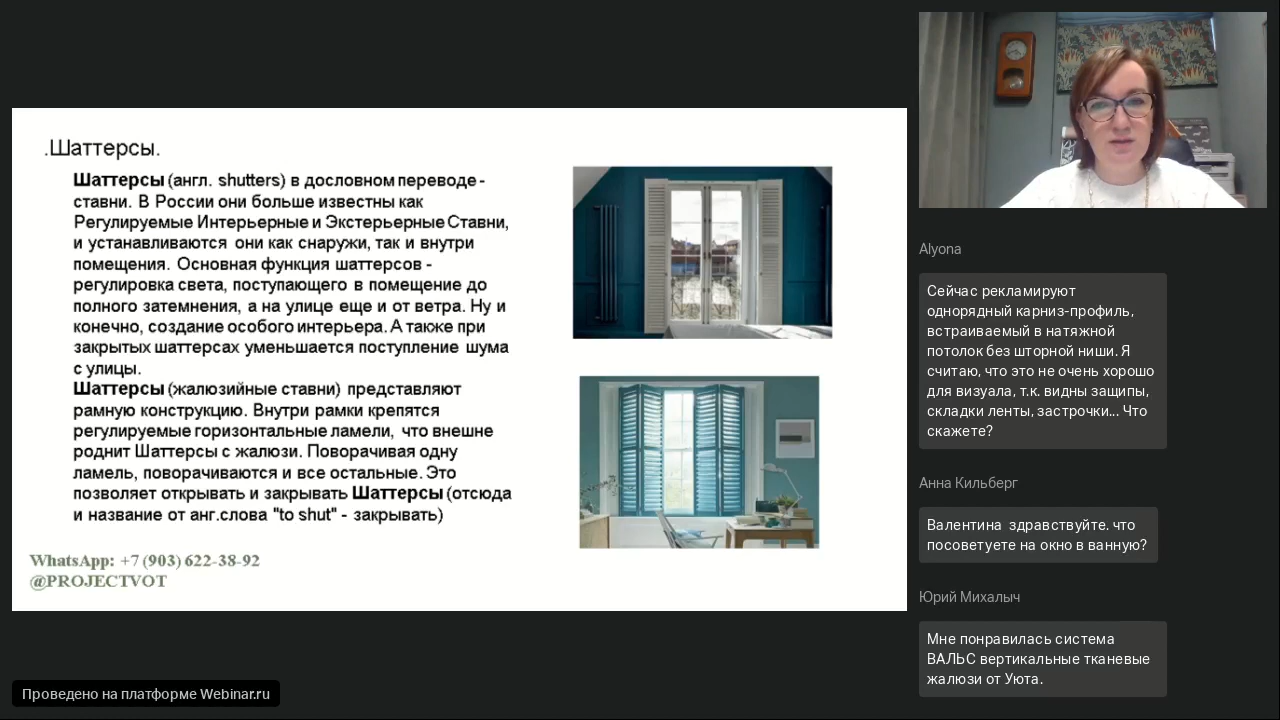 .Шаттерсы.
Шаттерсы (англ. shutters) в дословном переводе -
ставни. В России они больше известны как
Регулируемые Интерьерные и Экстерьерные Ставни,
и устанавливаются они как снаружи, так и внутри
помещения. Основная функция шаттерсов -
регулировка света, поступающего в помещение до
полного затемнения, а на улице еще и от ветра. Ну и
конечно, создание особого интерьера. А также при
закрытых шаттерсах уменьшается поступление шума
с улицы.
Шаттерсы (жалюзийные ставни) представляют
рамную конструкцию. Внутри рамки крепятся
регулируемые горизонтальные ламели, что внешне
роднит Шаттерсы с жалюзи. Поворачивая одну
ламель, поворачиваются и все остальные. Это
позволяет открывать и закрывать Шаттерсы (отсюда
и название от анг.слова "to shut" - закрывать)
WhatsApp: +7 (903) 622-38-92
@PROJECTVOT
Проведено на платформе Webinar.ru
Alyona
Сейчас рекламируют
однорядный карниз-профиль,
встраиваемый в натяжной
потолок без шторной ниши. Я
считаю, что это не очень хорошо
для визуала, т.к. видны защипы,
складки ленты, застрочки... Что
скажете?
Анна Кильберг
Валентина здравствуйте. что
посоветуете на окно в ванную?
Юрий Михалыч
Мне понравилась система
ВАЛЬС вертикальные тканевые
жалюзи от Уюта.